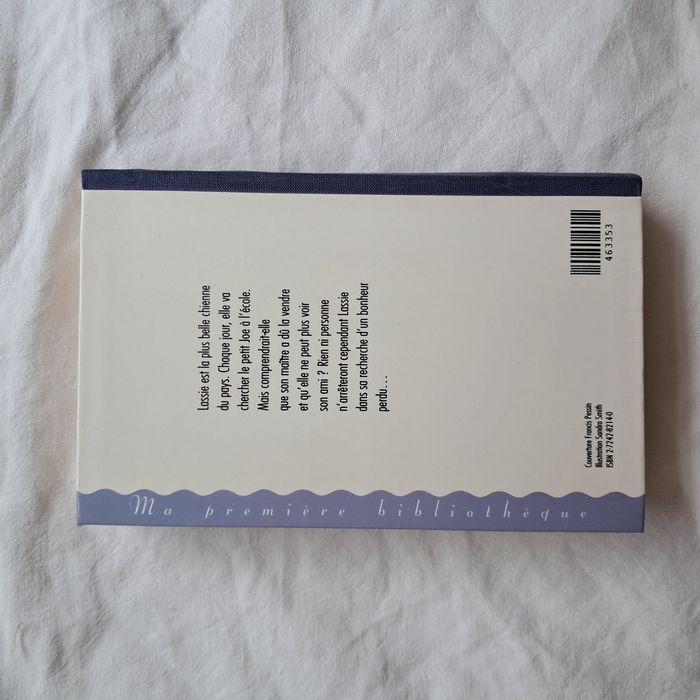 Lassie est la plus belle chienne
du pays. Chaque jour, elle va
chercher le petit Joe à l'école.
Mais comprendrait-elle
que son maître a dû la vendre
et qu'elle ne peut plus voir
son ami ? Rien ni personne
n'arrêteront cependant Lassie
dans sa recherche d'un bonheur
perdu…
463353
Couverture Francis Pessin
Illustration Sandra Smith
ISBN 2-7242-8214-0
Ma première bibliothèque